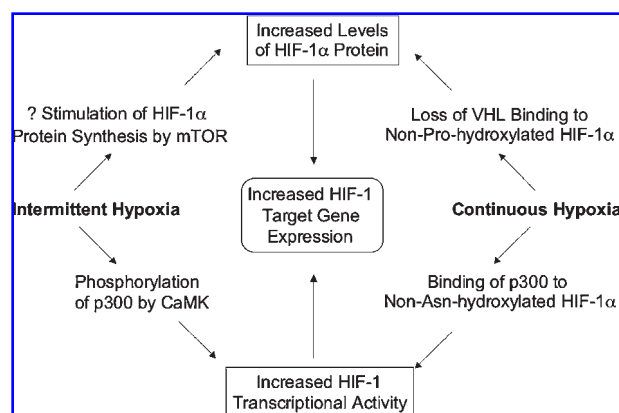 Increased Levels
of HIF-1α Protein
? Stimulation of HIF-1α
Protein Synthesis by mTOR
Loss of VHL Binding to
Non-Pro-hydroxylated HIF-1α
Intermittent Hypoxia
Increased HIF-1
Target Gene
Expression
Continuous Hypoxia
Phosphorylation
of p300 by CaMK
Binding of p300 to
Non-Asn-hydroxylated HIF-1α
Increased HIF-1
Transcriptional Activity